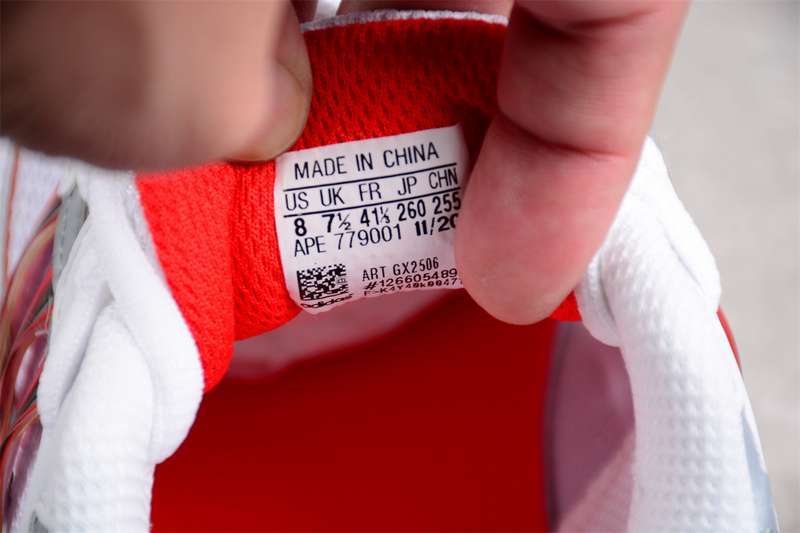 MADE IN CHINA
US UK FR JP CHN
8 7½ 41⅓ 260 255
APE 779001 11/20
ART GX2506
#126605489
adidas